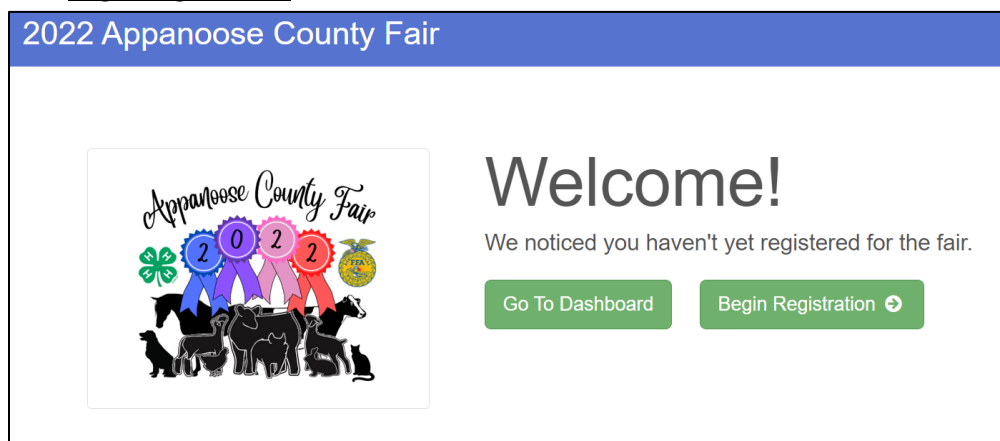 2022 Appanoose County Fair
Appanoose County Fair
2 0 2 2
H H H H
FFA
Welcome!
We noticed you haven't yet registered for the fair.
Go To Dashboard
Begin Registration